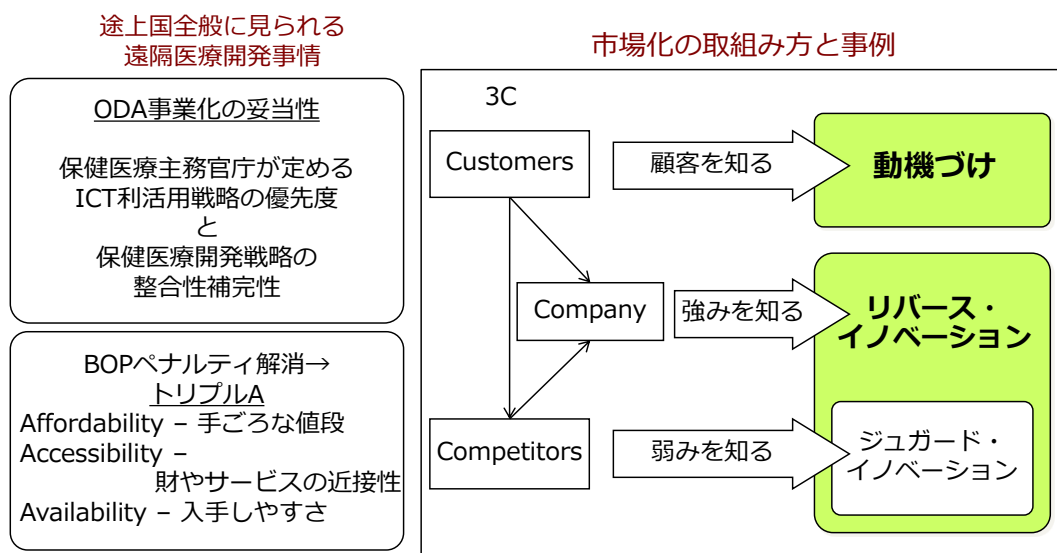 途上国全般に見られる
遠隔医療開発事情
ODA事業化の妥当性
保健医療主務官庁が定める
ICT利活用戦略の優先度
と
保健医療開発戦略の
整合性補完性
BOPペナルティ解消→
トリプルA
Affordability – 手ごろな値段
Accessibility –
財やサービスの近接性
Availability – 入手しやすさ
市場化の取組み方と事例
3C
Customers
顧客を知る
動機づけ
Company
強みを知る
リバース・
イノベーション
Competitors
弱みを知る
ジュガード・
イノベーション